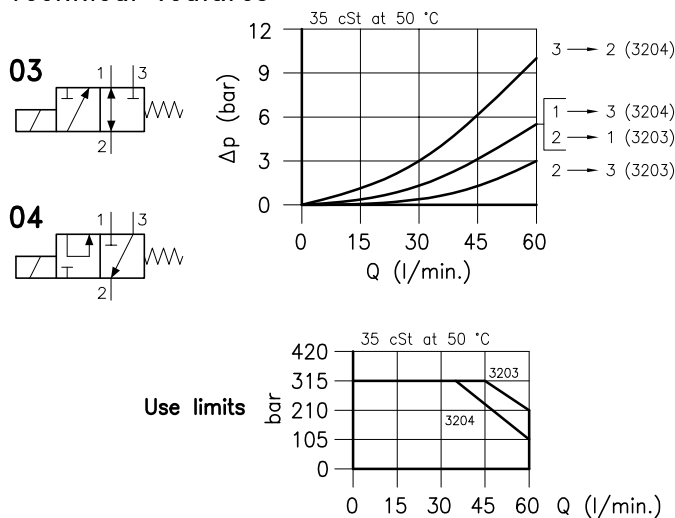 35 cSt at 50 °C
03
1 3
2
04
1 3
2
Δp (bar)
12
9
6
3
0
0 15 30 45 60
Q (l/min.)
3 → 2 (3204)
1 → 3 (3204)
2 → 1 (3203)
2 → 3 (3203)
Use limits
35 cSt at 50 °C
bar
420
315
210
105
0
3203
3204
0 15 30 45 60 Q (l/min.)